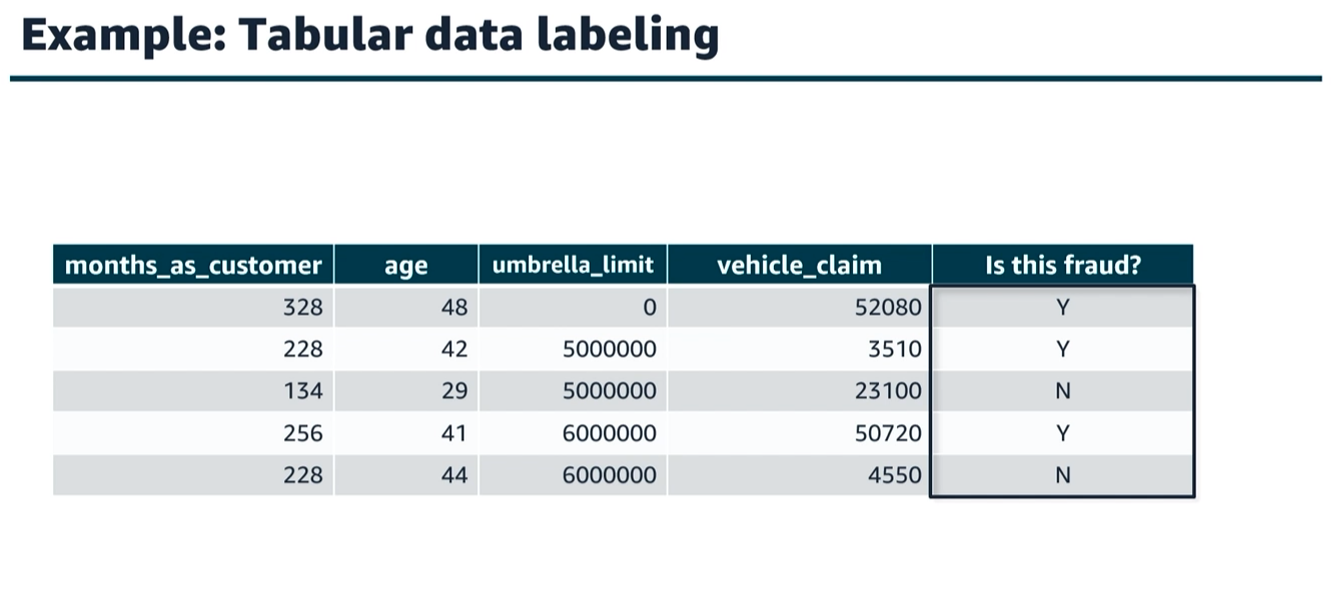 Example: Tabular data labeling
months_as_customer age umbrella_limit vehicle_claim Is this fraud?
328 48 0 52080 Y
228 42 5000000 3510 Y
134 29 5000000 23100 N
256 41 6000000 50720 Y
228 44 6000000 4550 N